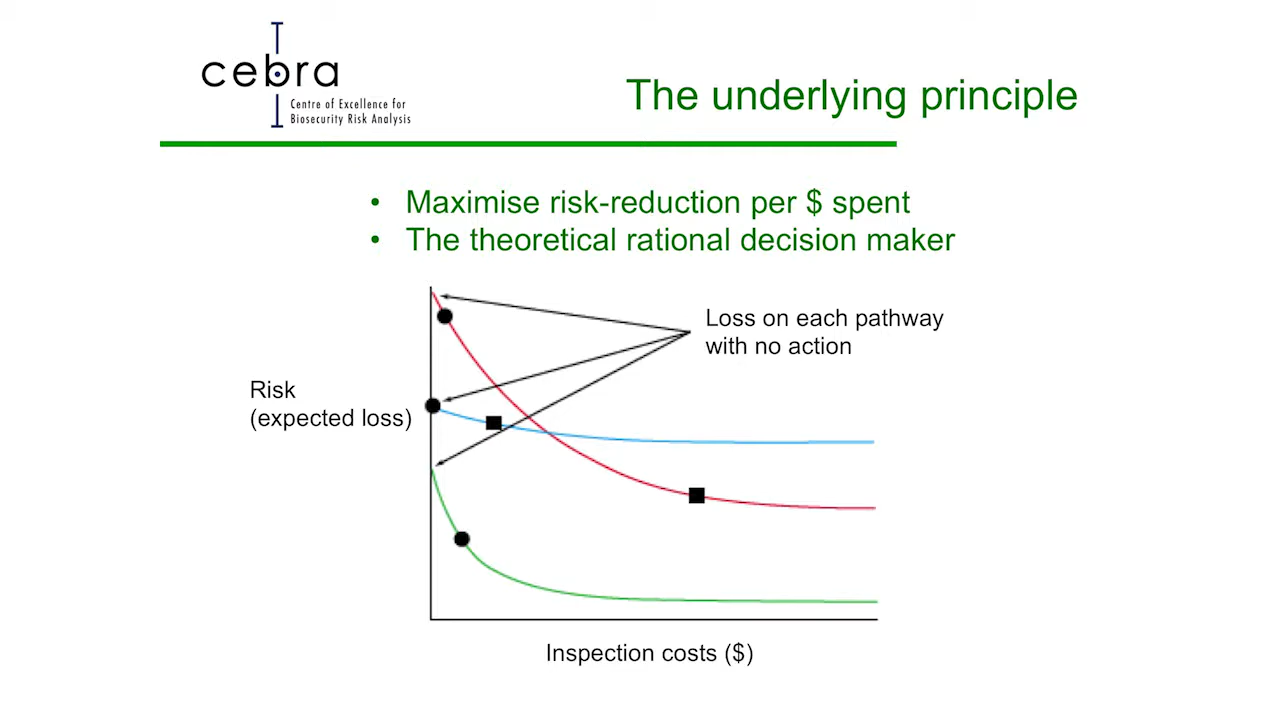 cebra
Centre of Excellence for
Biosecurity Risk Analysis
The underlying principle
• Maximise risk-reduction per $ spent
• The theoretical rational decision maker
Loss on each pathway
with no action
Risk
(expected loss)
Inspection costs ($)